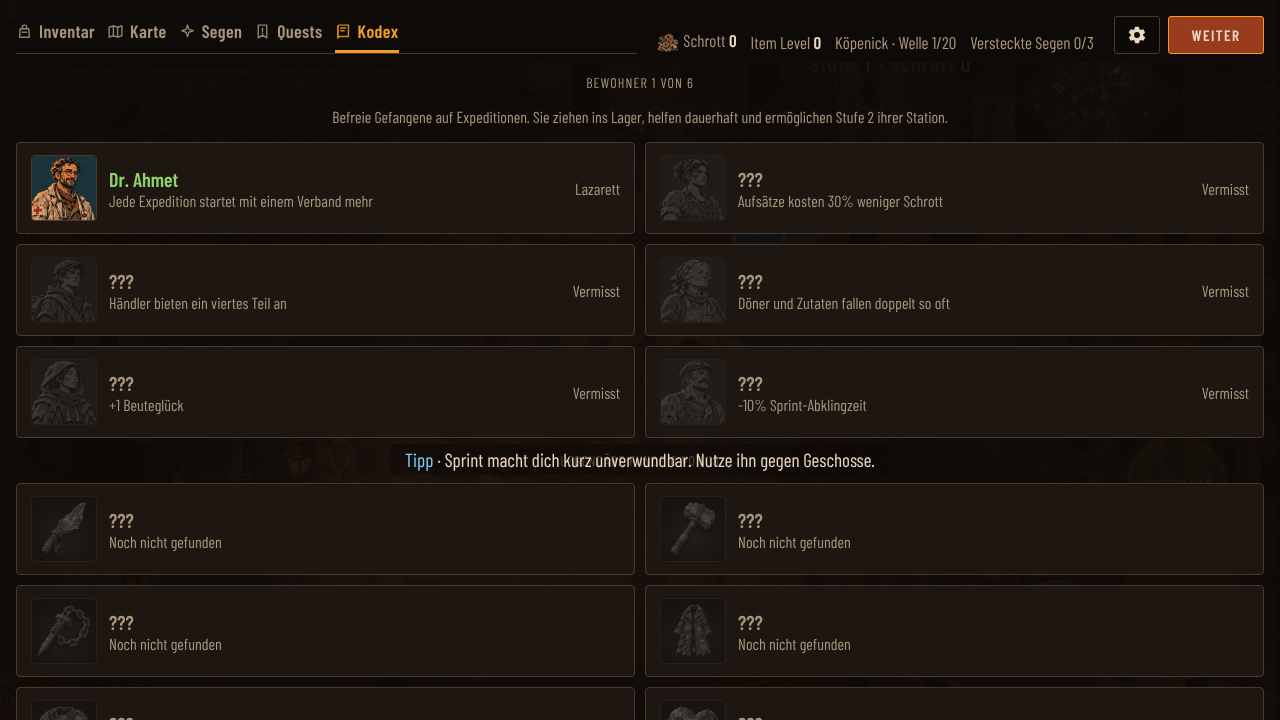 Inventar Karte Segen Quests Kodex
Schrott 0 Item Level 0 Köpenick · Welle 1/20 Versteckte Segen 0/3
WEITER
Stufe 1 · Schrott 0
BEWOHNER 1 VON 6
Befreie Gefangene auf Expeditionen. Sie ziehen ins Lager, helfen dauerhaft und ermöglichen Stufe 2 ihrer Station.
Dr. Ahmet
Jede Expedition startet mit einem Verband mehr
Lazarett
???
Aufsätze kosten 30% weniger Schrott
Vermisst
???
Händler bieten ein viertes Teil an
Vermisst
???
Döner und Zutaten fallen doppelt so oft
Vermisst
???
+1 Beuteglück
Vermisst
???
-10% Sprint-Abklingzeit
Vermisst
Tipp · Sprint macht dich kurz unverwundbar. Nutze ihn gegen Geschosse.
???
Noch nicht gefunden
???
Noch nicht gefunden
???
Noch nicht gefunden
???
Noch nicht gefunden
???
???